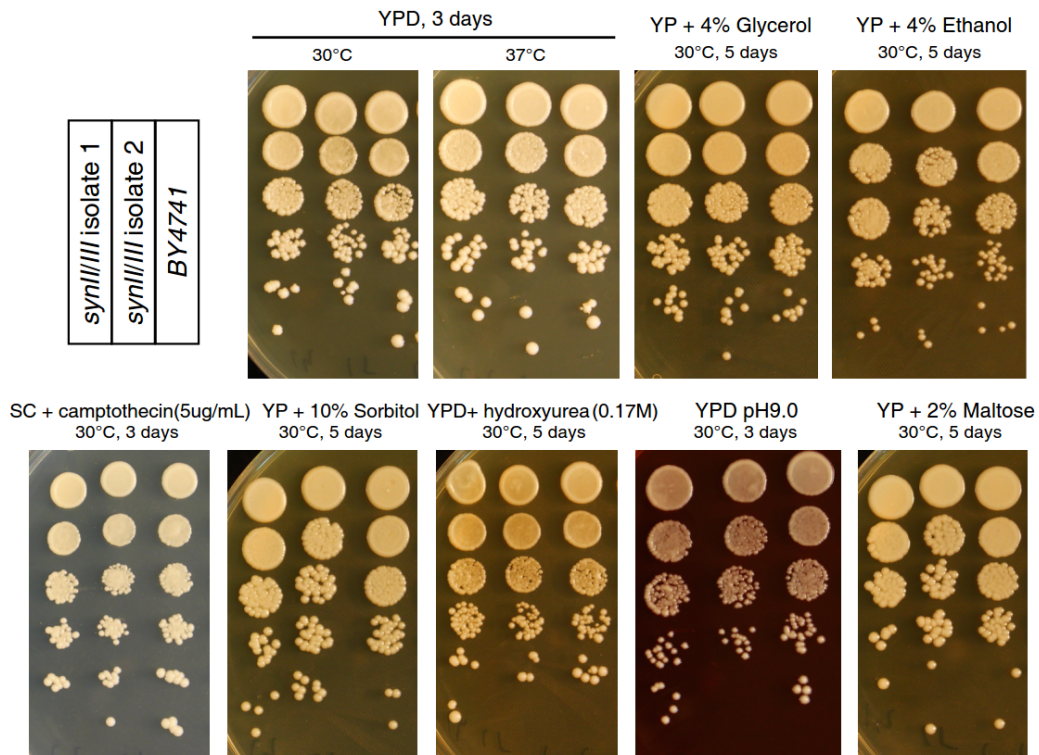 YPD, 3 days
30°C
37°C
YP + 4% Glycerol
30°C, 5 days
YP + 4% Ethanol
30°C, 5 days
synII/III isolate 1
synII/III isolate 2
BY4741
SC + camptothecin(5ug/mL)
30°C, 3 days
YP + 10% Sorbitol
30°C, 5 days
YPD+ hydroxyurea(0.17M)
30°C, 5 days
YPD pH9.0
30°C, 3 days
YP + 2% Maltose
30°C, 5 days